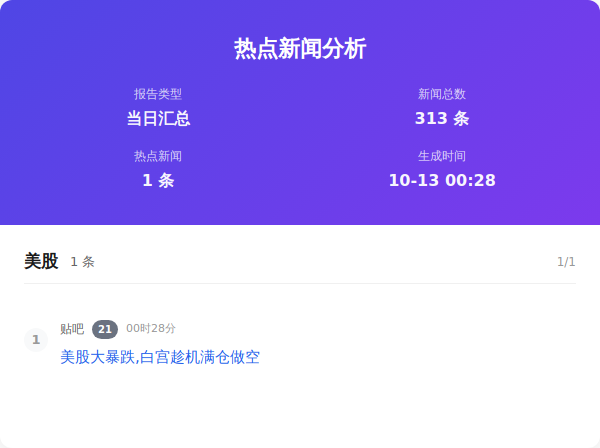 热点新闻分析
报告类型
新闻总数
当日汇总
313 条
热点新闻
生成时间
1 条
10-13 00:28
美股 1 条 1/1
1 贴吧 21 00时28分
美股大暴跌,白宫趁机满仓做空